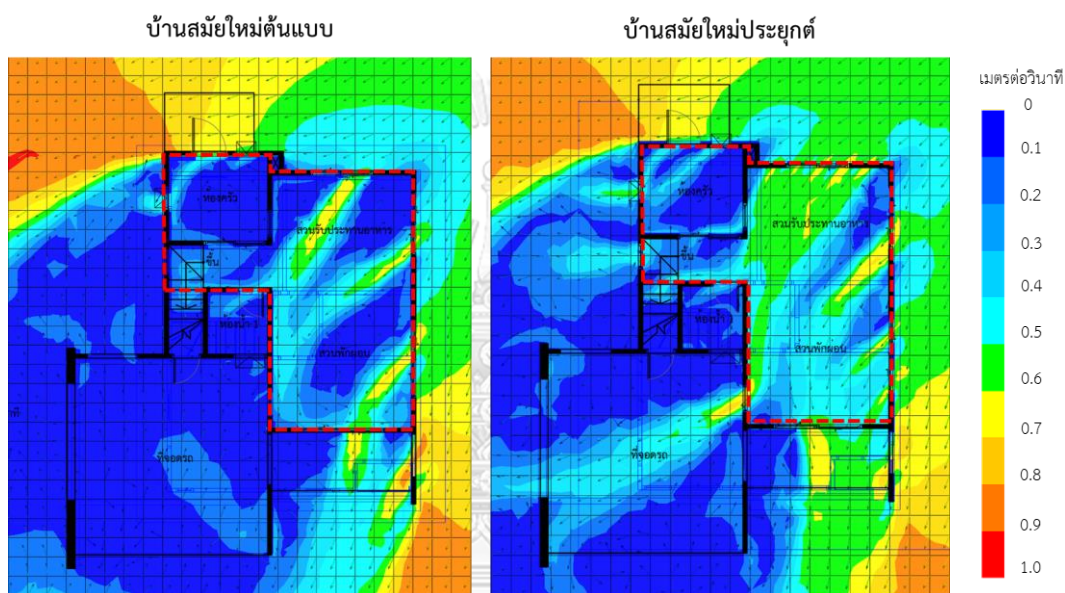 บ้านสมัยใหม่ต้นแบบ
บ้านสมัยใหม่ประยุกต์
เมตรต่อวินาที
0
0.1
0.2
0.3
0.4
0.5
0.6
0.7
0.8
0.9
1.0
ห้องครัว
ส่วนรับประทานอาหาร
ขึ้น
ห้องน้ำ 1
ส่วนพักผ่อน
ที่จอดรถ
ห้องครัว
ส่วนรับประทานอาหาร
ขึ้น
ห้องน้ำ
ส่วนพักผ่อน
ที่จอดรถ